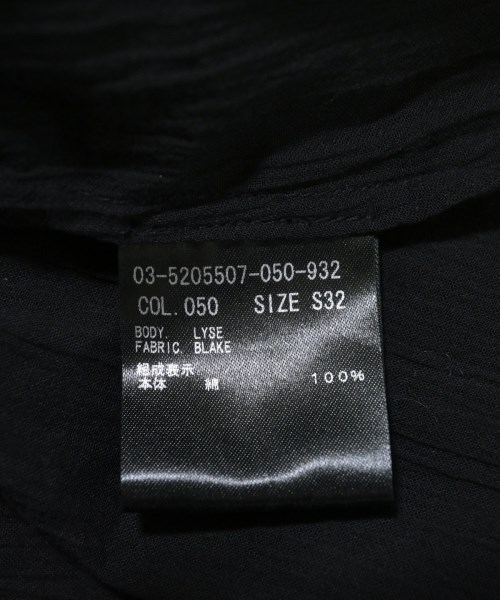 03-5205507-050-932
COL. 050 SIZE S32
BODY. LYSE
FABRIC. BLAKE
組成表示
本体 綿 100%